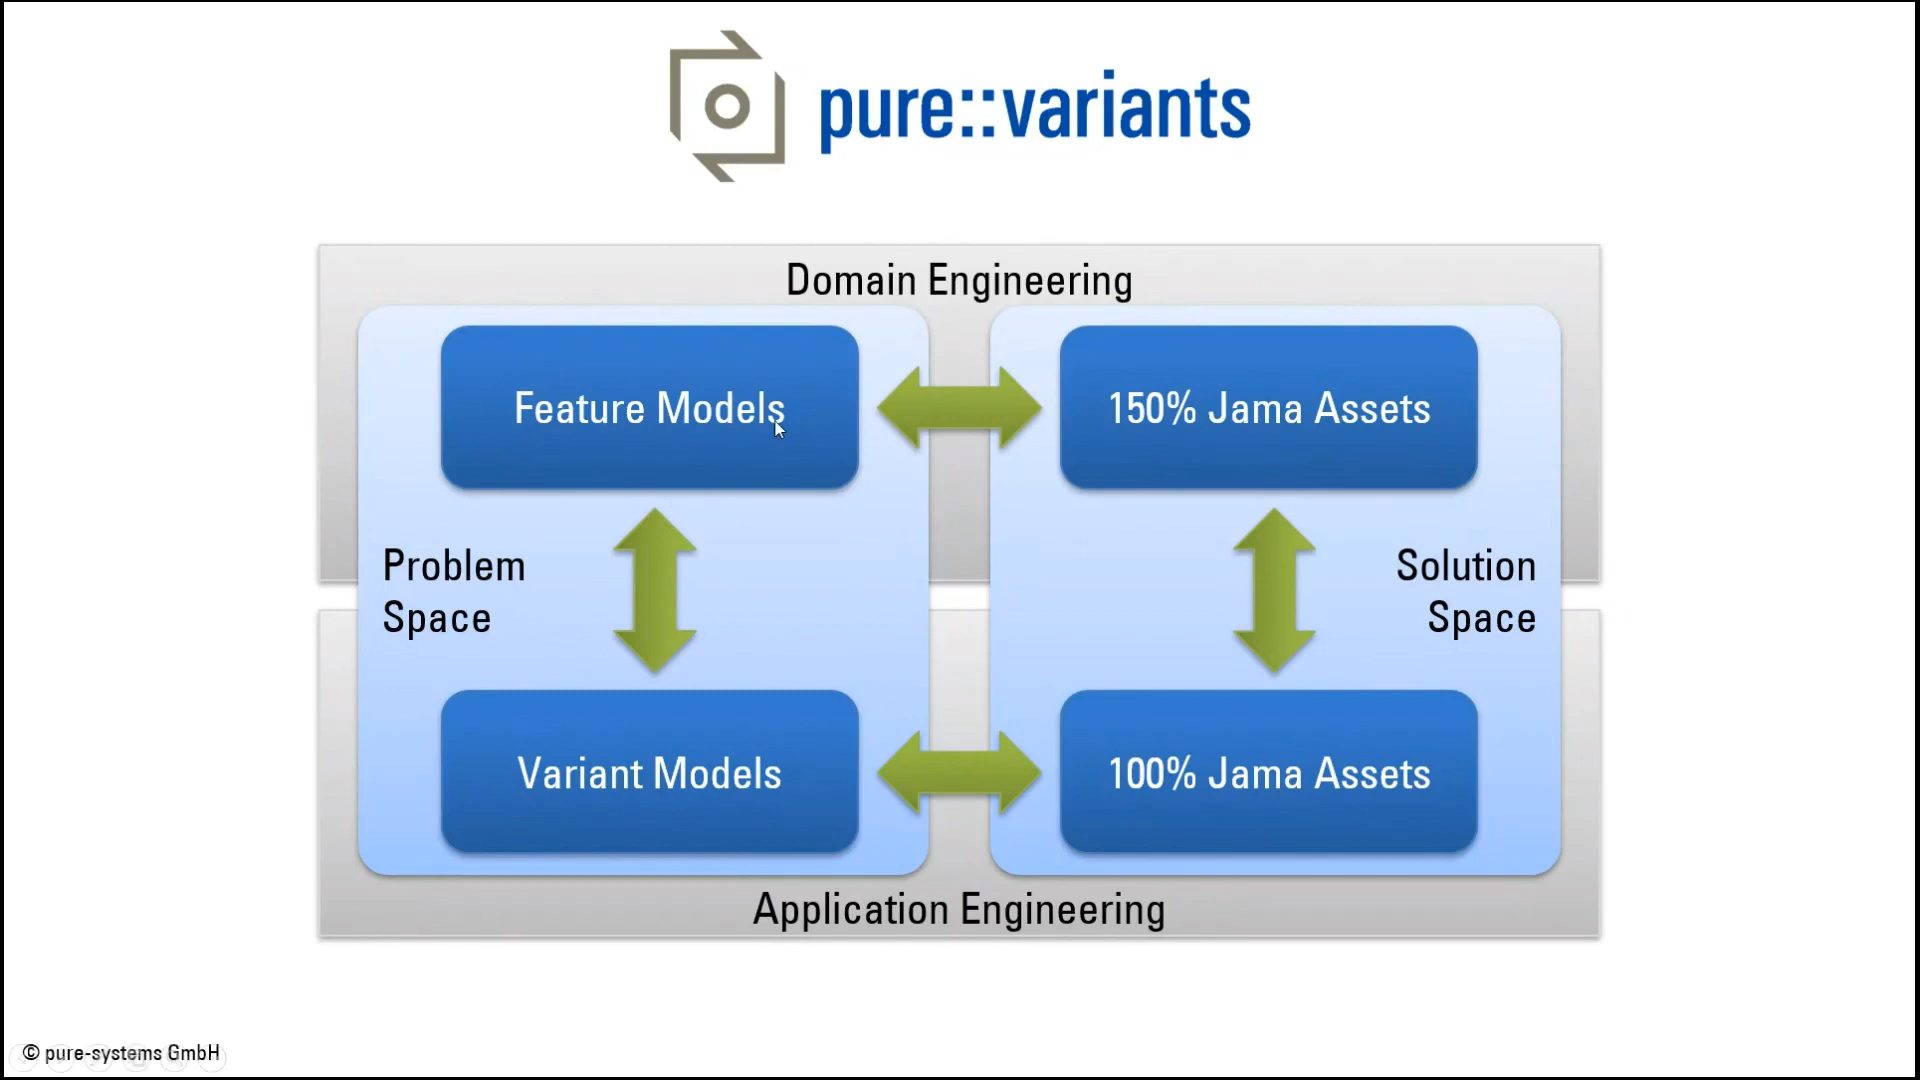 pure::variants
Domain Engineering
Feature Models
150% Jama Assets
Problem
Space
Solution
Space
Variant Models
100% Jama Assets
Application Engineering
© pure-systems GmbH